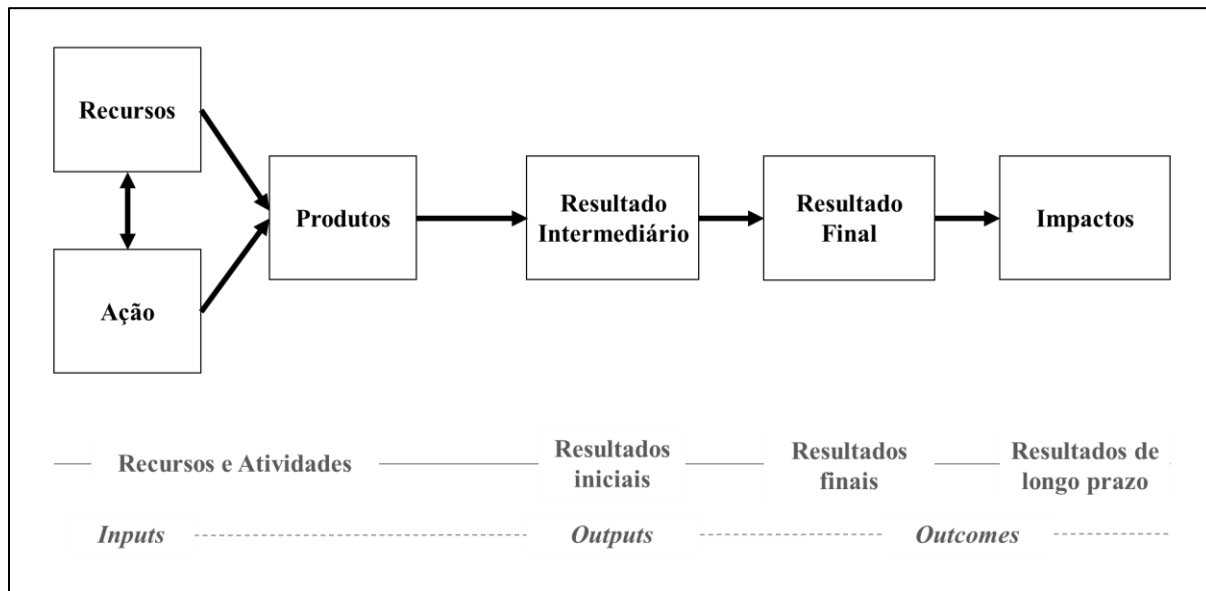 Recursos
Ação
Produtos
Resultado
Intermediário
Resultado
Final
Impactos
Recursos e Atividades
Resultados
iniciais
Resultados
finais
Resultados de
longo prazo
Inputs
Outputs
Outcomes